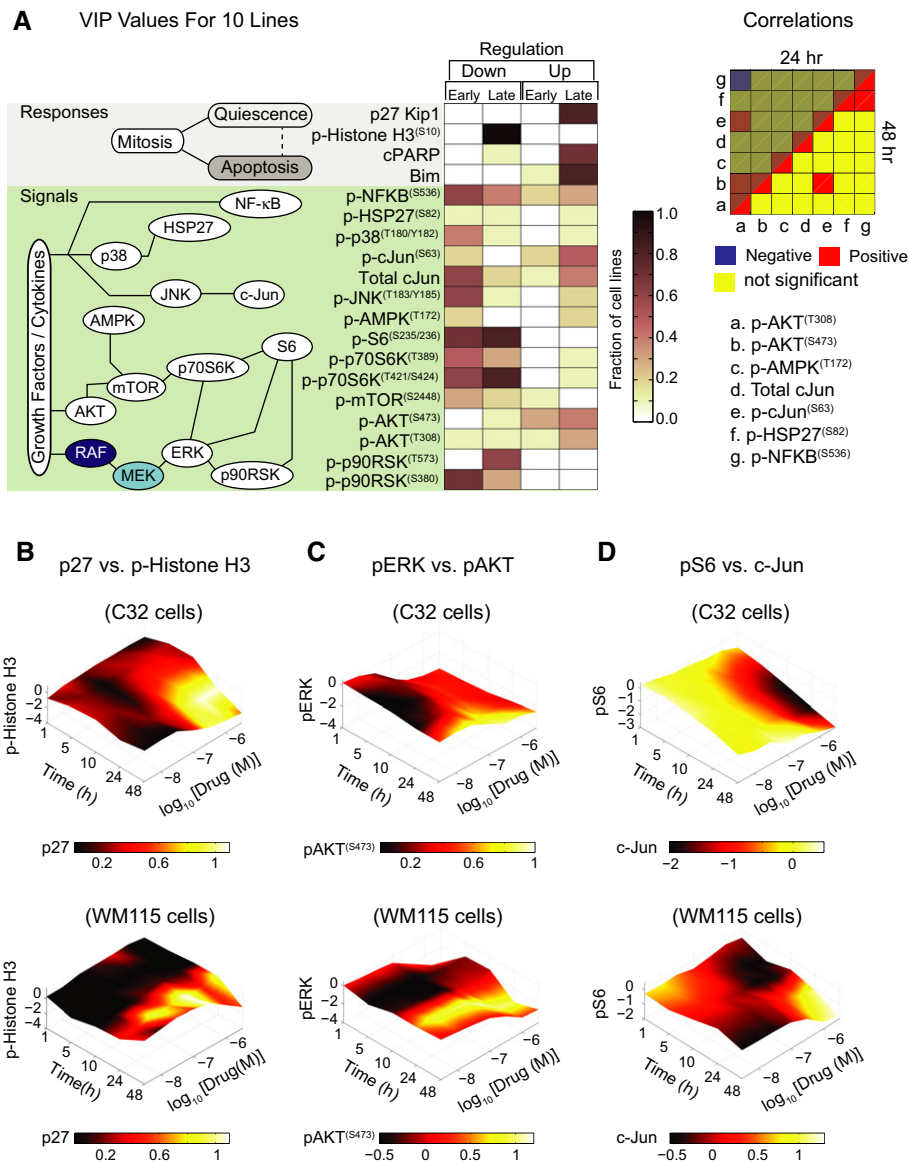 A
VIP Values For 10 Lines
Regulation
Down Up
Early Late Early Late
Responses
Quiescence
Mitosis
Apoptosis
p27 Kip1
p-Histone H3(S10)
cPARP
Bim
Signals
NF-κB
HSP27
p38
JNK
c-Jun
AMPK
S6
p70S6K
mTOR
AKT
RAF
ERK
MEK
p90RSK
Growth Factors / Cytokines
p-NFKB(S536)
p-HSP27(S82)
p-p38(T180/Y182)
p-cJun(S63)
Total cJun
p-JNK(T183/Y185)
p-AMPK(T172)
p-S6(S235/236)
p-p70S6K(T389)
p-p70S6K(T421/S424)
p-mTOR(S2448)
p-AKT(S473)
p-AKT(T308)
p-p90RSK(T573)
p-p90RSK(S380)
Fraction of cell lines
1.0
0.8
0.6
0.4
0.2
0.0
Correlations
24 hr
48 hr
g
f
e
d
c
b
a
a b c d e f g
Negative Positive
not significant
a. p-AKT(T308)
b. p-AKT(S473)
c. p-AMPK(T172)
d. Total cJun
e. p-cJun(S63)
f. p-HSP27(S82)
g. p-NFKB(S536)
B
p27 vs. p-Histone H3
(C32 cells)
p-Histone H3
0
−2
−4
1
5
10
24
48
Time (h)
−8
−7
−6
log10[Drug (M)]
p27
0.2 0.6 1
(WM115 cells)
p-Histone H3
0
−2
−4
1
5
10
24
48
Time(h)
−8
−7
−6
log10[Drug(M)]
p27
0.2 0.6 1
C
pERK vs. pAKT
(C32 cells)
pERK
0
−2
−4
1
5
10
24
48
Time (h)
−8
−7
−6
log10[Drug (M)]
pAKT(S473)
0.2 0.6 1
(WM115 cells)
pERK
0
−2
−4
1
5
10
24
48
Time (h)
−8
−7
−6
log10[Drug (M)]
pAKT(S473)
−0.5 0 0.5 1
D
pS6 vs. c-Jun
(C32 cells)
pS6
0
−1
−2
−3
1
5
10
24
48
Time (h)
−8
−7
−6
log10[Drug (M)]
c-Jun
−2 −1 0
(WM115 cells)
pS6
0
−1
−2
1
5
10
24
48
Time (h)
−8
−7
−6
log10[Drug (M)]
c-Jun
−0.5 0 0.5 1